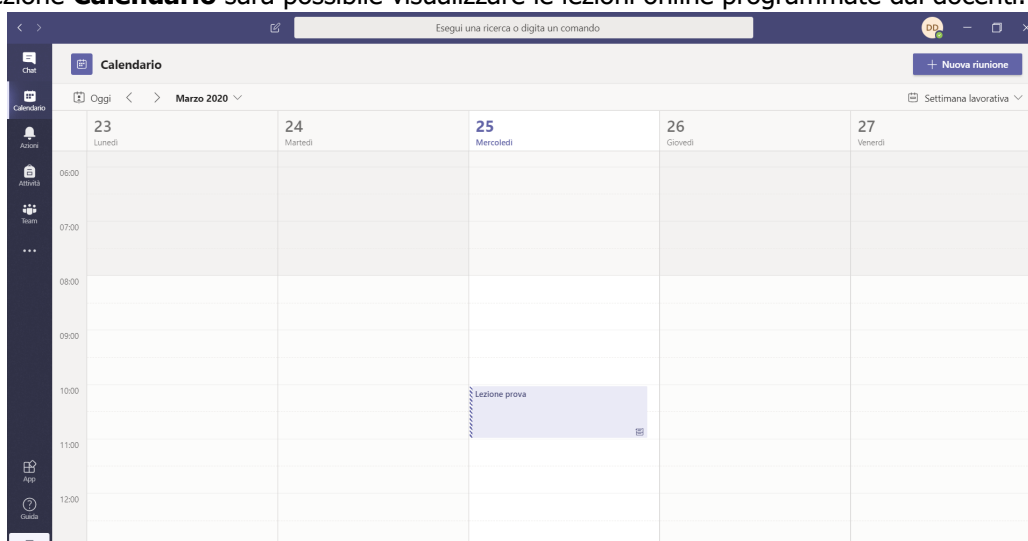 zione Calendario sarà possibile visualizzare le lezioni online programmate dai docenti.
Esegui una ricerca o digita un comando
DD
Chat
Calendario
+ Nuova riunione
Calendario
Oggi < > Marzo 2020
Settimana lavorativa
Azioni
23 24 25 26 27
Lunedì Martedì Mercoledì Giovedì Venerdì
Attività
06:00
Team
07:00
08:00
09:00
10:00
Lezione prova
11:00
App
12:00
Guida